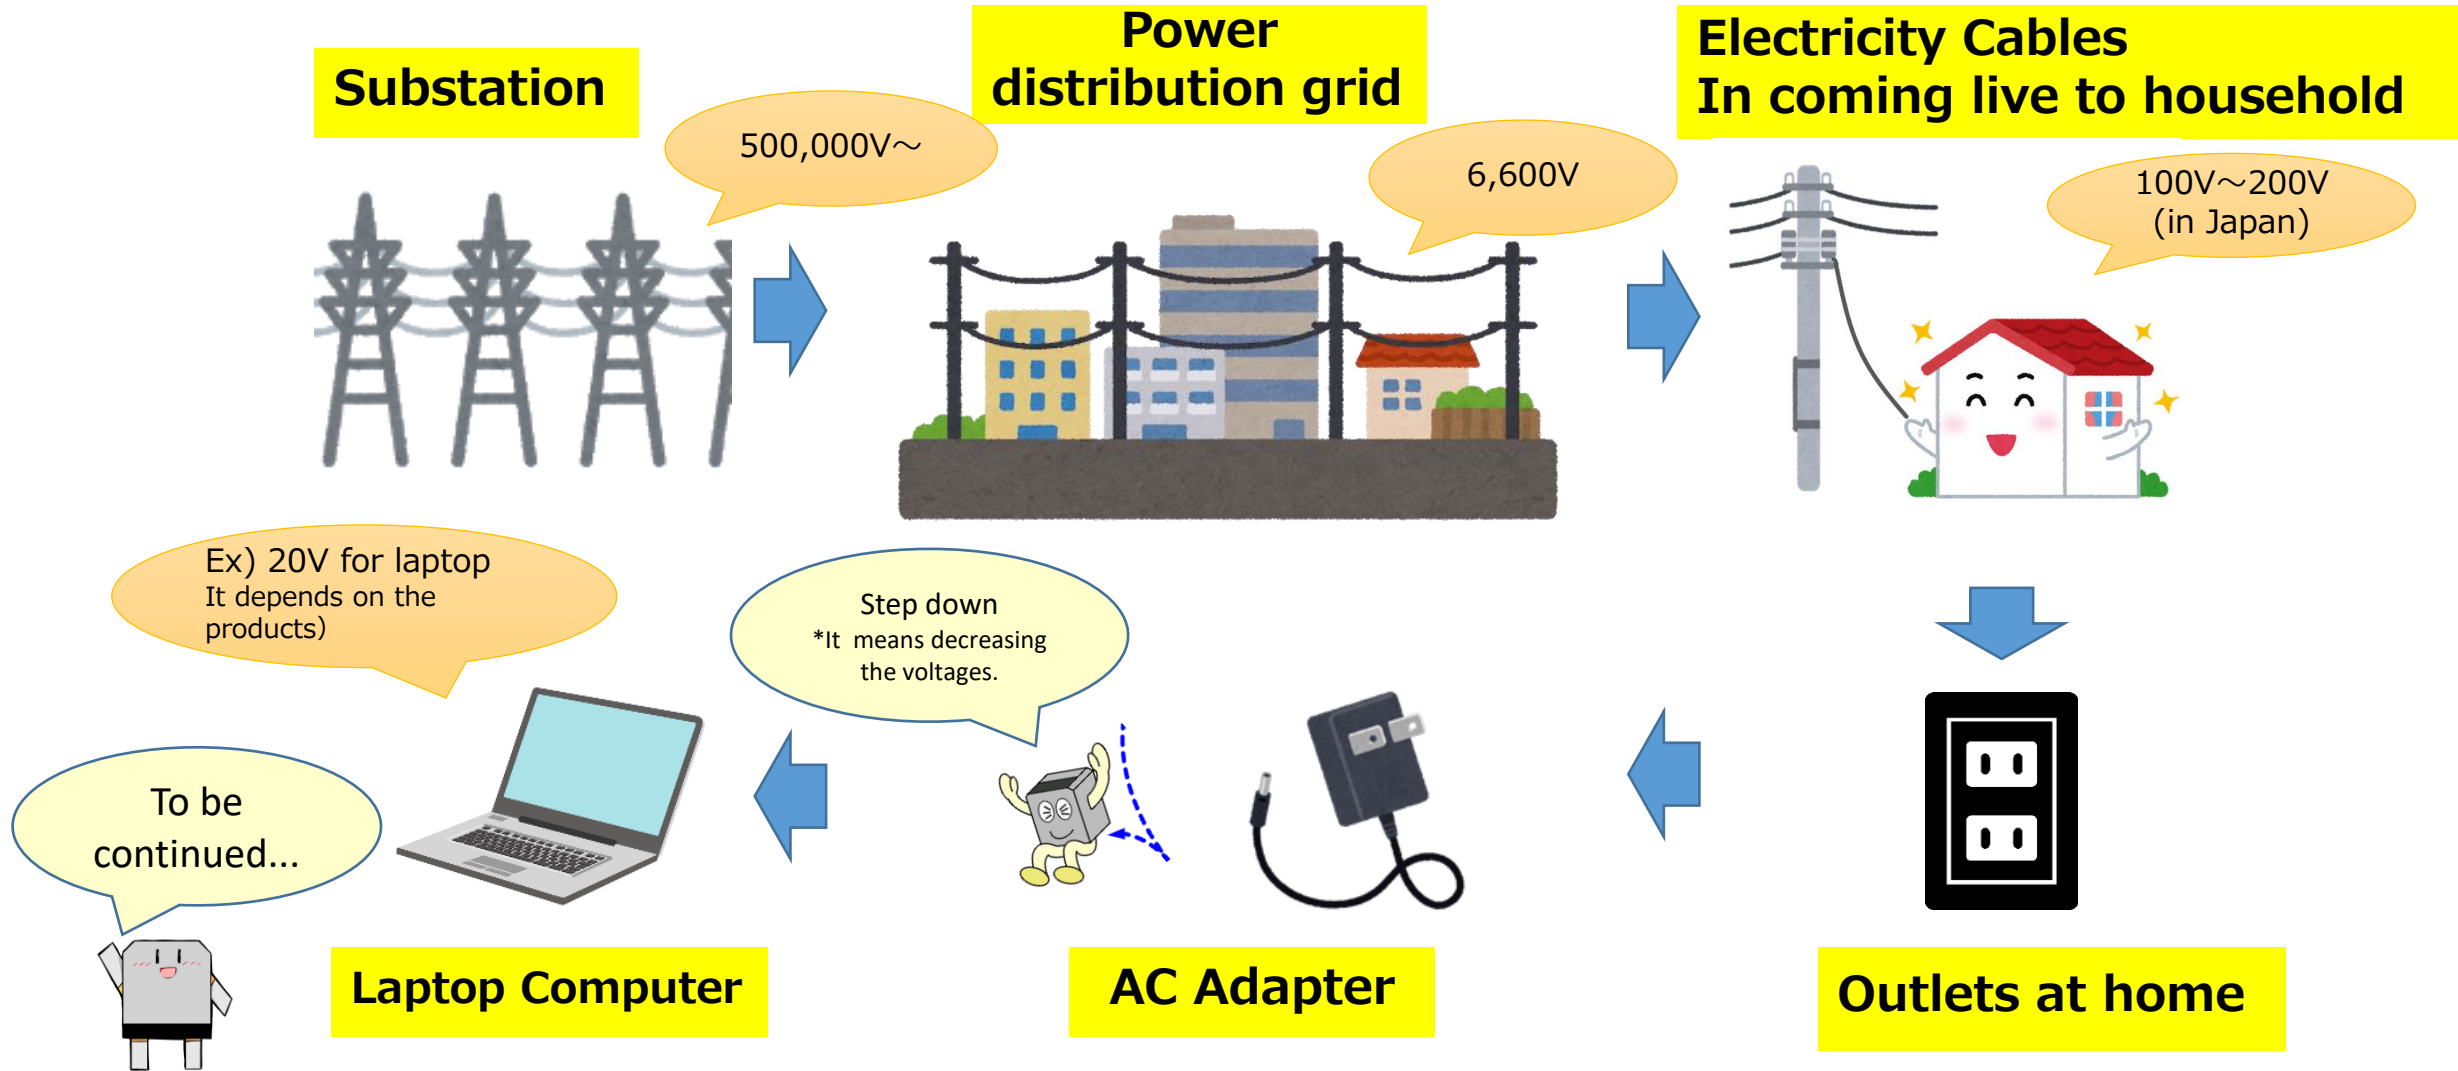 Substation
500,000V～
Power
distribution grid
6,600V
Electricity Cables
In coming live to household
100V～200V
(in Japan)
Ex) 20V for laptop
It depends on the
products)
Step down
*It  means decreasing
the voltages.
To be
continued...
Laptop Computer
AC Adapter
Outlets at home